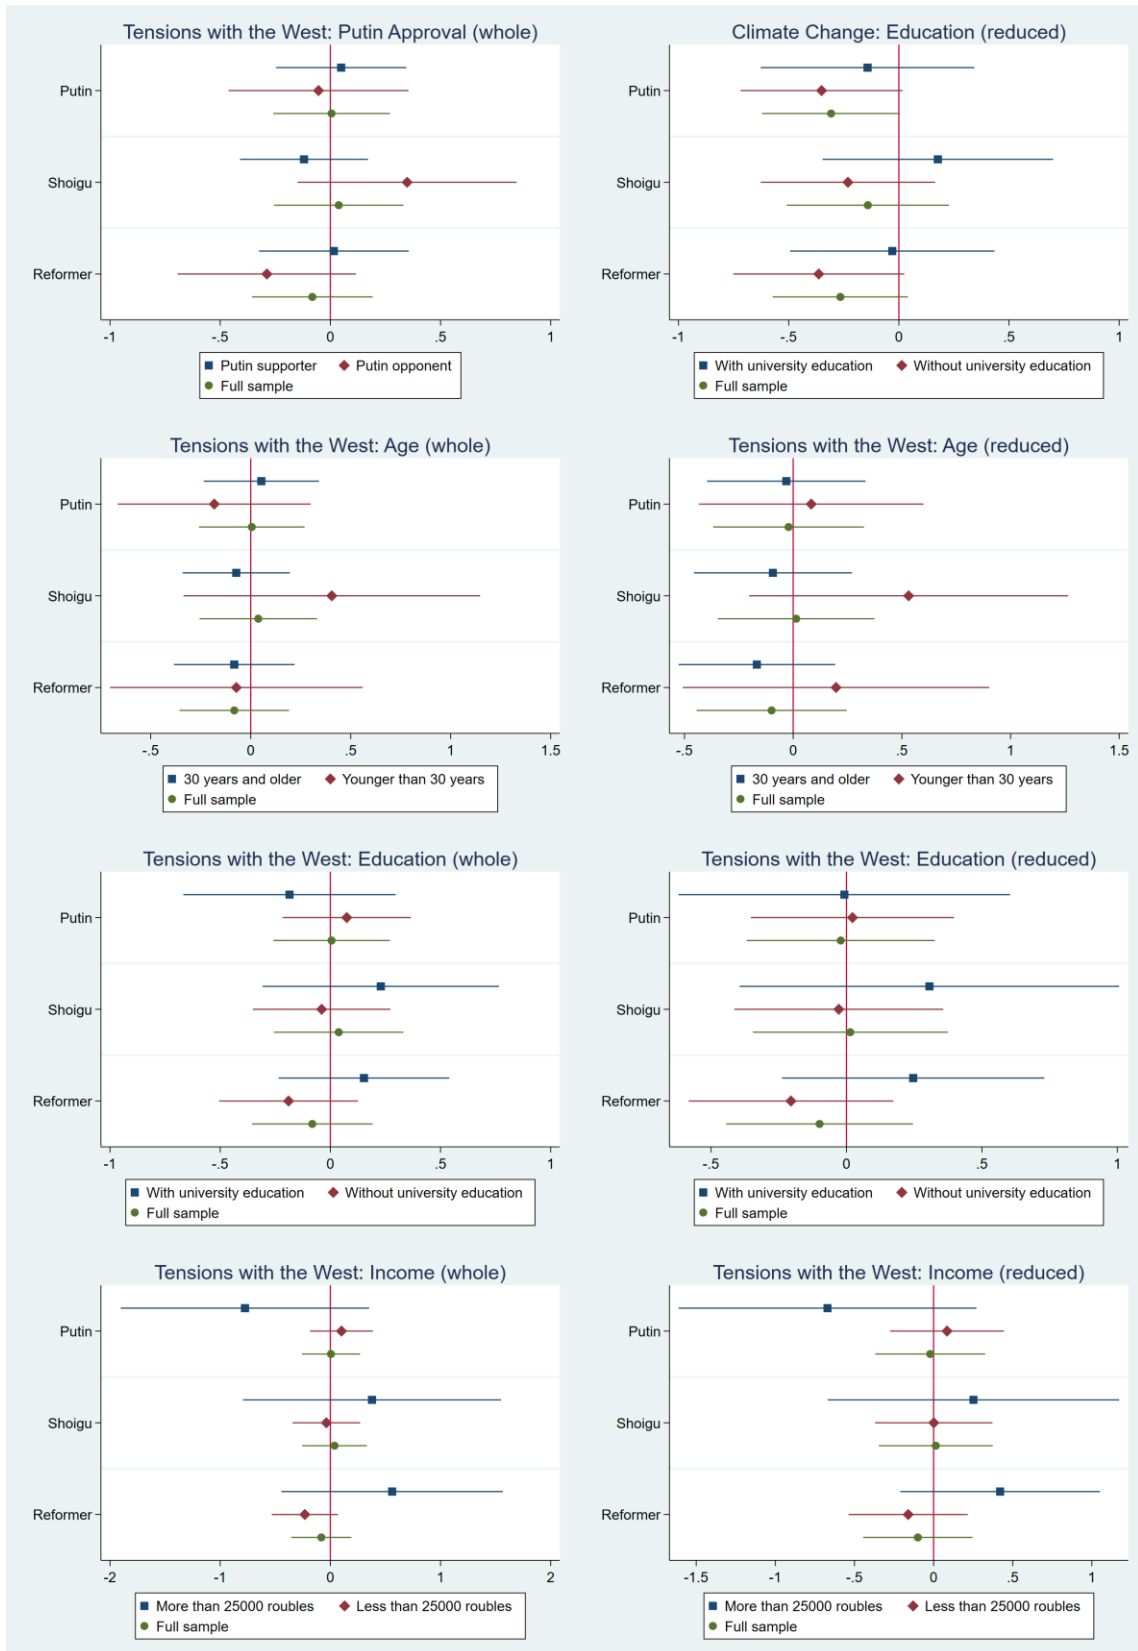 Tensions with the West: Putin Approval (whole)
Putin
Shoigu
Reformer
-1 -.5 0 .5 1
Putin supporter Putin opponent
Full sample
Climate Change: Education (reduced)
Putin
Shoigu
Reformer
-1 -.5 0 .5 1
With university education Without university education
Full sample
Tensions with the West: Age (whole)
Putin
Shoigu
Reformer
-.5 0 .5 1 1.5
30 years and older Younger than 30 years
Full sample
Tensions with the West: Age (reduced)
Putin
Shoigu
Reformer
-.5 0 .5 1 1.5
30 years and older Younger than 30 years
Full sample
Tensions with the West: Education (whole)
Putin
Shoigu
Reformer
-1 -.5 0 .5 1
With university education Without university education
Full sample
Tensions with the West: Education (reduced)
Putin
Shoigu
Reformer
-.5 0 .5 1
With university education Without university education
Full sample
Tensions with the West: Income (whole)
Putin
Shoigu
Reformer
-2 -1 0 1 2
More than 25000 roubles Less than 25000 roubles
Full sample
Tensions with the West: Income (reduced)
Putin
Shoigu
Reformer
-1.5 -1 -.5 0 .5 1
More than 25000 roubles Less than 25000 roubles
Full sample